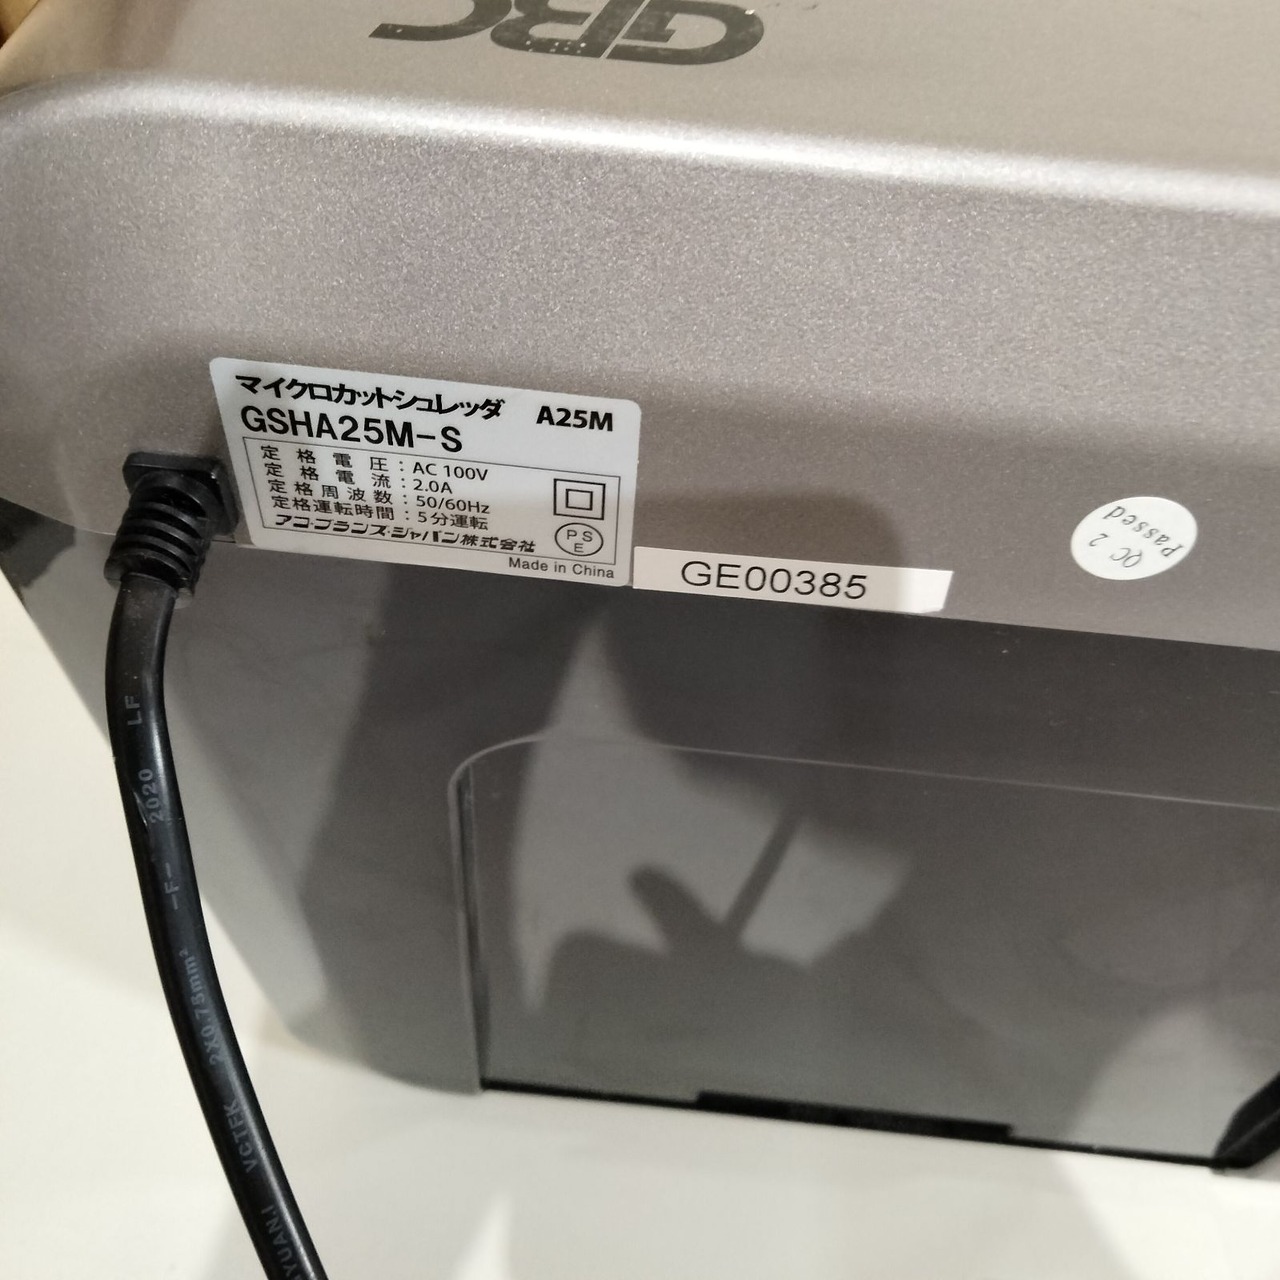 GBC
マイクロカットシュレッダ A25M
GSHA25M-S
定格電圧：AC 100V
定格電流：2.0A
定格周波数：50/60Hz
定格運転時間：5分運転
アコ・ブランズ・ジャパン株式会社
PS
E
Made in China
GE00385
QC 2
passed
LF
2020
-F-
2X0.75mm²
VCTFK
IYUAN.I